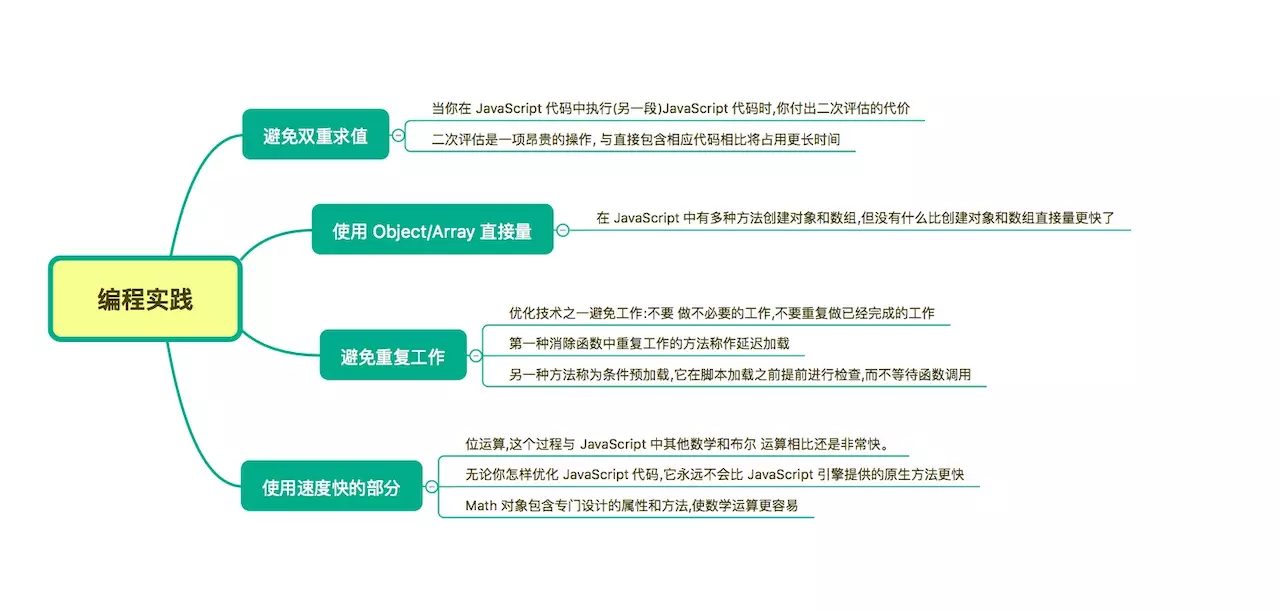 编程实践
避免双重求值
当你在 JavaScript 代码中执行(另一段)JavaScript 代码时,你付出二次评估的代价
二次评估是一项昂贵的操作, 与直接包含相应代码相比将占用更长时间
使用 Object/Array 直接量
在 JavaScript 中有多种方法创建对象和数组,但没有什么比创建对象和数组直接量更快了
避免重复工作
优化技术之一避免工作:不要 做不必要的工作,不要重复做已经完成的工作
第一种消除函数中重复工作的方法称作延迟加载
另一种方法称为条件预加载,它在脚本加载之前提前进行检查,而不等待函数调用
使用速度快的部分
位运算,这个过程与 JavaScript 中其他数学和布尔 运算相比还是非常快。
无论你怎样优化 JavaScript 代码,它永远不会比 JavaScript 引擎提供的原生方法更快
Math 对象包含专门设计的属性和方法,使数学运算更容易